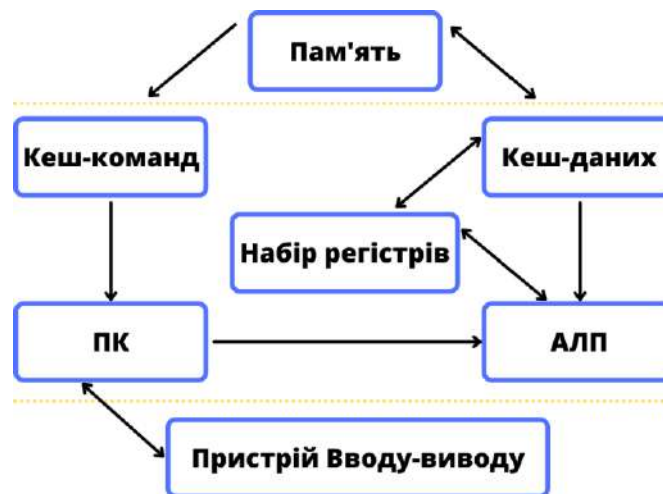 Пам'ять
Кеш-команд
Кеш-даних
Набір регістрів
ПК
АЛП
Пристрій Вводу-виводу